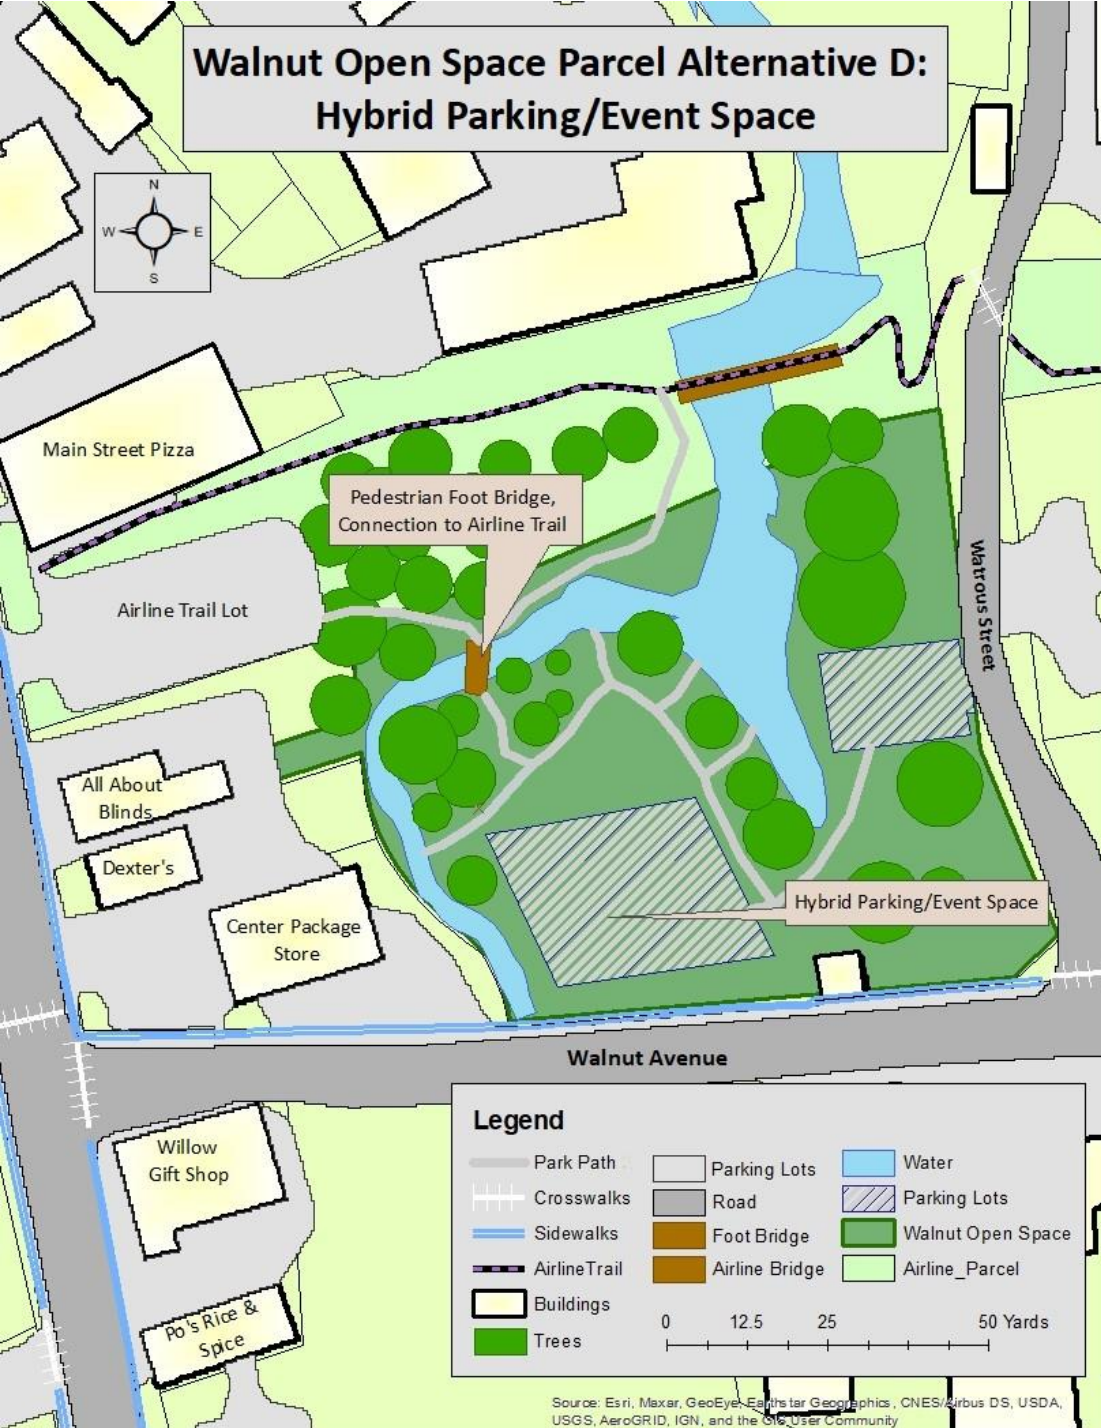 Walnut Open Space Parcel Alternative D:
Hybrid Parking/Event Space
N
W
E
S
Main Street Pizza
Pedestrian Foot Bridge,
Connection to Airline Trail
Airline Trail Lot
Watrous Street
All About
Blinds
Dexter's
Center Package
Store
Hybrid Parking/Event Space
Walnut Avenue
Willow
Gift Shop
Po's Rice &
Spice
Legend
Park Path
Crosswalks
Sidewalks
AirlineTrail
Buildings
Trees
Parking Lots
Road
Foot Bridge
Airline Bridge
Water
Parking Lots
Walnut Open Space
Airline_Parcel
0 12.5 25 50 Yards
Source: Esri, Maxar, GeoEye, Earthstar Geographics, CNES/Airbus DS, USDA,
USGS, AeroGRID, IGN, and the GIS User Community